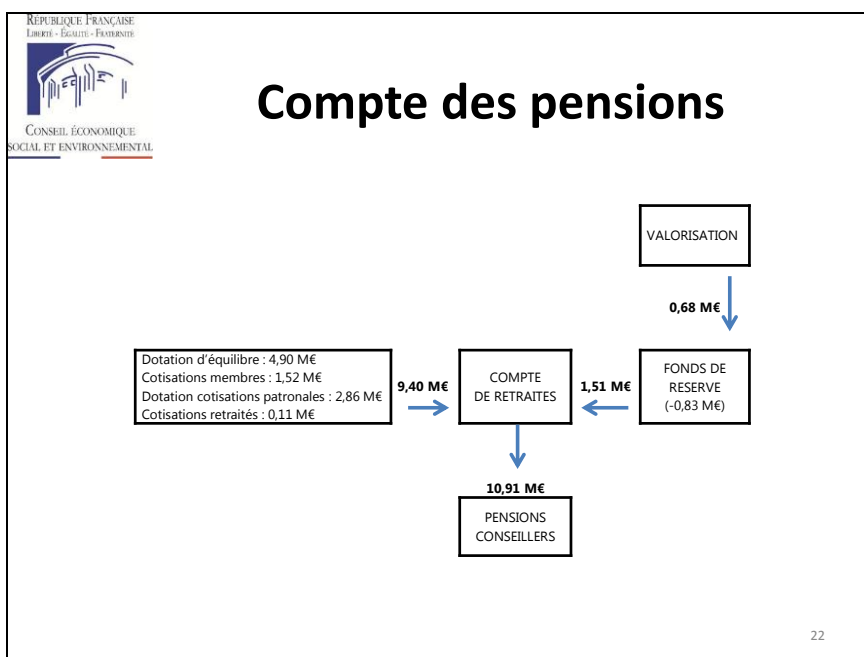 RÉPUBLIQUE FRANÇAISE
LIBERTÉ - ÉGALITÉ - FRATERNITÉ
CONSEIL ÉCONOMIQUE
SOCIAL ET ENVIRONNEMENTAL
Compte des pensions
VALORISATION
0,68 M€
Dotation d’équilibre : 4,90 M€
Cotisations membres : 1,52 M€
Dotation cotisations patronales : 2,86 M€
Cotisations retraités : 0,11 M€
9,40 M€
COMPTE
DE RETRAITES
1,51 M€
FONDS DE
RESERVE
(-0,83 M€)
10,91 M€
PENSIONS
CONSEILLERS
22